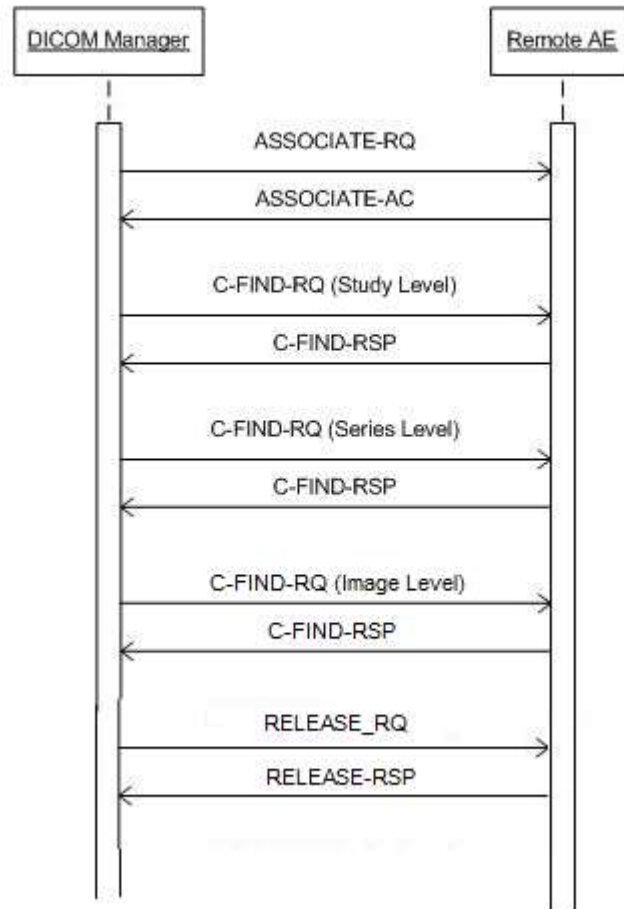 DICOM Manager
Remote AE
ASSOCIATE-RQ
ASSOCIATE-AC
C-FIND-RQ (Study Level)
C-FIND-RSP
C-FIND-RQ (Series Level)
C-FIND-RSP
C-FIND-RQ (Image Level)
C-FIND-RSP
RELEASE_RQ
RELEASE-RSP